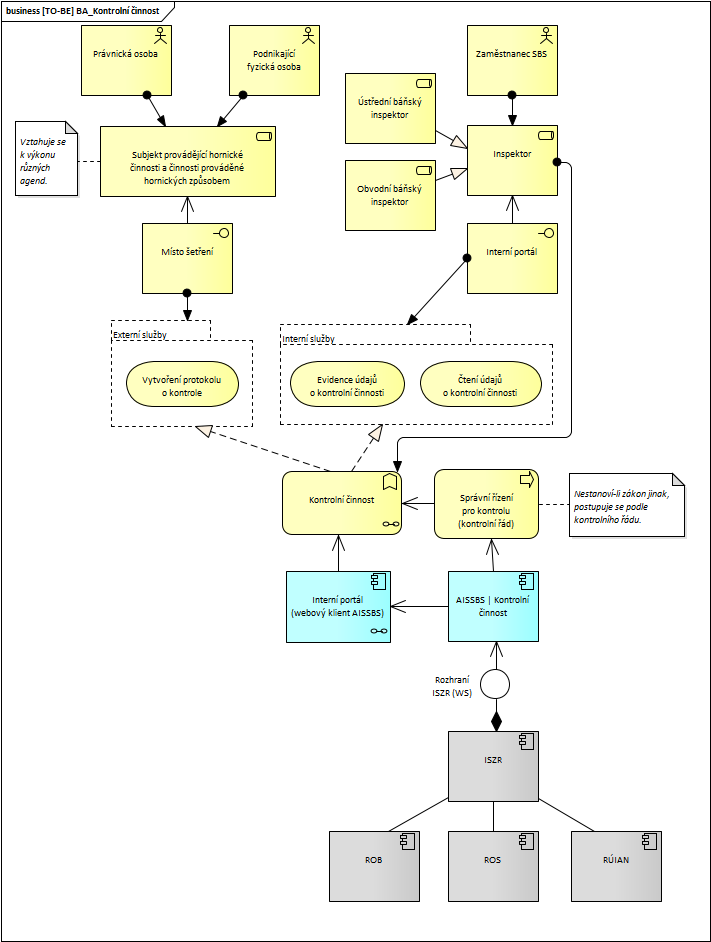 business [TO-BE] BA_Kontrolní činnost
Právnická osoba
Podnikající
fyzická osoba
Zaměstnanec SBS
Ústřední báňský
inspektor
Vztahuje se
k výkonu
různých
agend.
Subjekt provádějící hornické
činnosti a činnosti prováděné
hornických způsobem
Inspektor
Obvodní báňský
inspektor
Místo šetření
Interní portál
Externí služby
Interní služby
Vytvoření protokolu
o kontrole
Evidence údajů
o kontrolní činnosti
Čtení údajů
o kontrolní činnosti
Kontrolní činnost
Správní řízení
pro kontrolu
(kontrolní řád)
Nestanoví-li zákon jinak,
postupuje se podle
kontrolního řádu.
Interní portál
(webový klient AISSBS)
AISSBS | Kontrolní
činnost
Rozhraní
ISZR (WS)
ISZR
ROB
ROS
RÚIAN